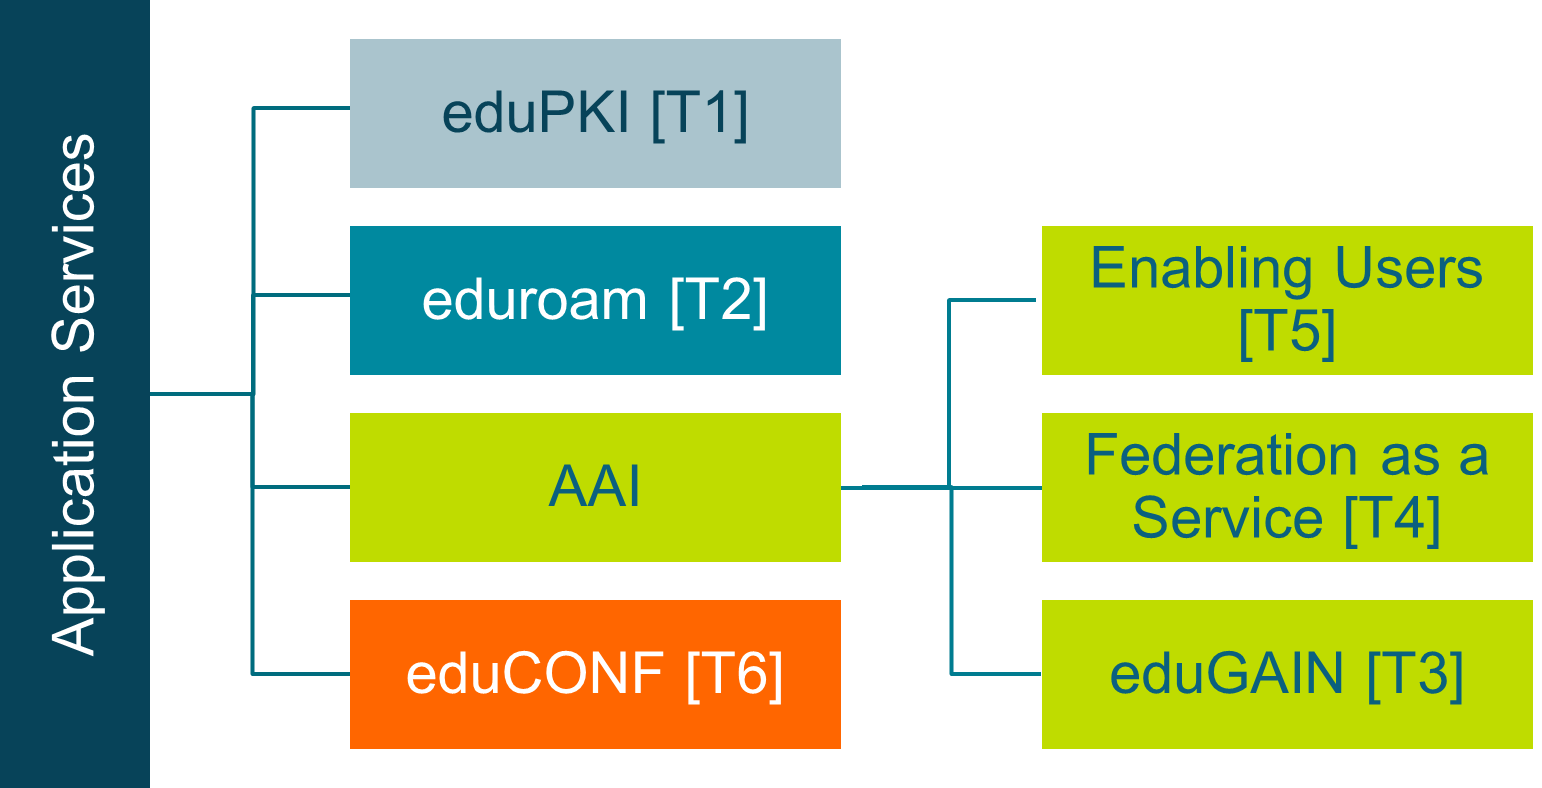 Application Services
eduPKI [T1]
eduroam [T2]
AAI
eduCONF [T6]
Enabling Users
[T5]
Federation as a
Service [T4]
eduGAIN [T3]